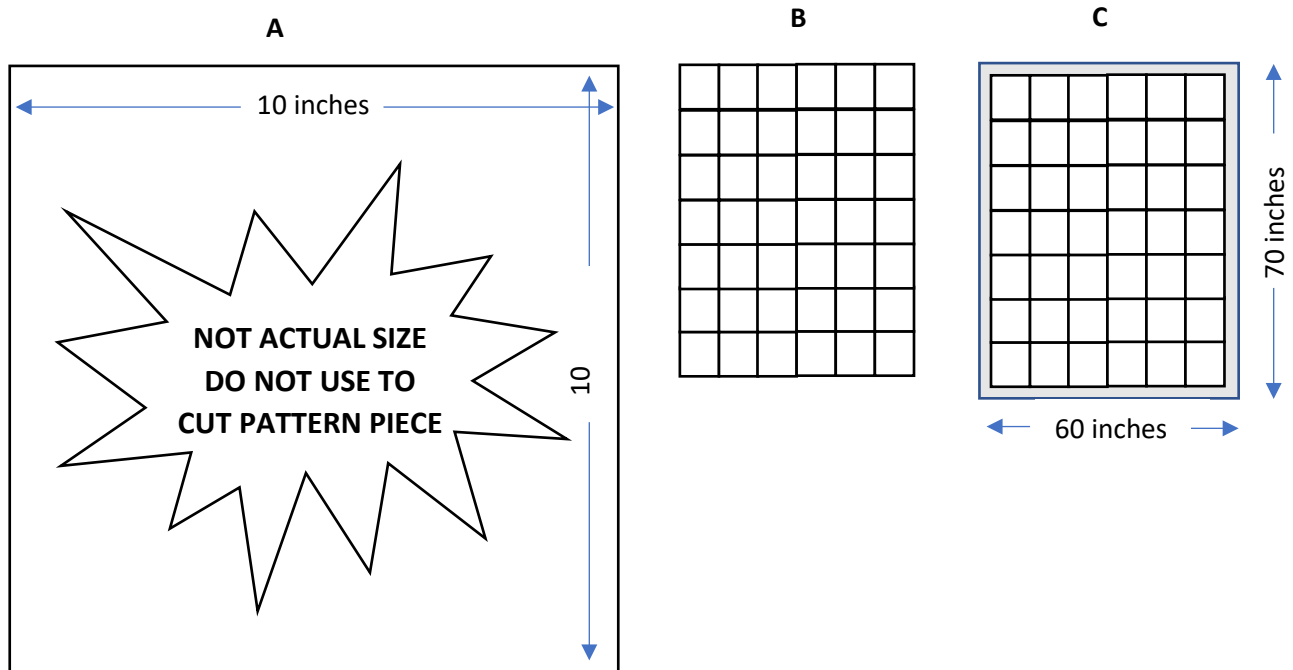 A
B
C
10 inches
10
NOT ACTUAL SIZE
DO NOT USE TO
CUT PATTERN PIECE
70 inches
60 inches